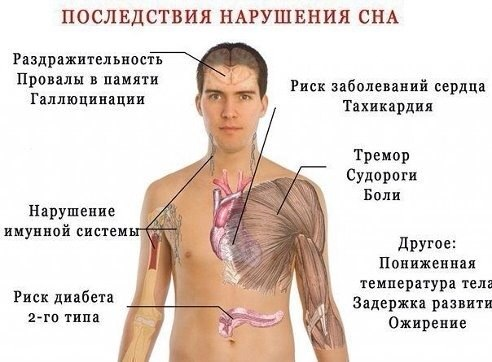 ПОСЛЕДСТВИЯ НАРУШЕНИЯ СНА
Раздражительность
Провалы в памяти
Галлюцинации
Риск заболеваний сердца
Тахикардия
Тремор
Судороги
Боли
Нарушение
имунной системы
Риск диабета
2-го типа
Другое:
Пониженная
температура тела
Задержка развити
Ожирение